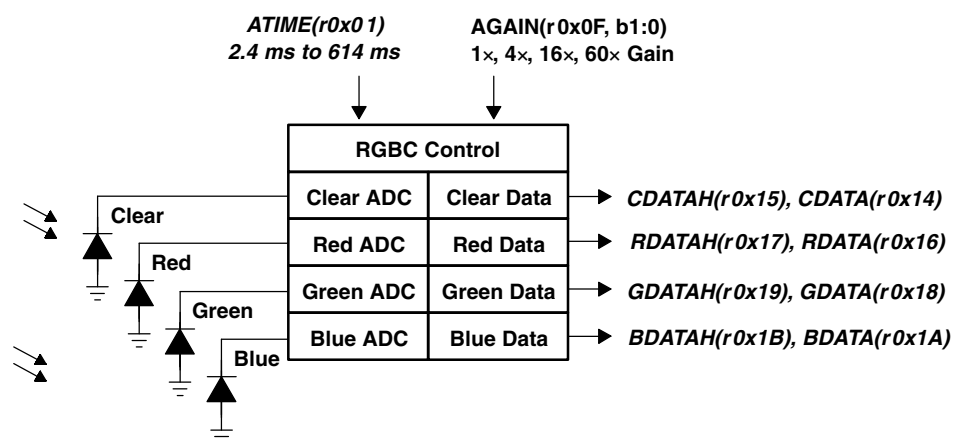 ATIME(r0x01)
2.4 ms to 614 ms
AGAIN(r0x0F, b1:0)
1×, 4×, 16×, 60× Gain
RGBC Control
Clear ADC
Clear Data
CDATAH(r0x15), CDATA(r0x14)
Clear
Red ADC
Red Data
RDATAH(r0x17), RDATA(r0x16)
Red
Green ADC
Green Data
GDATAH(r0x19), GDATA(r0x18)
Green
Blue ADC
Blue Data
BDATAH(r0x1B), BDATA(r0x1A)
Blue